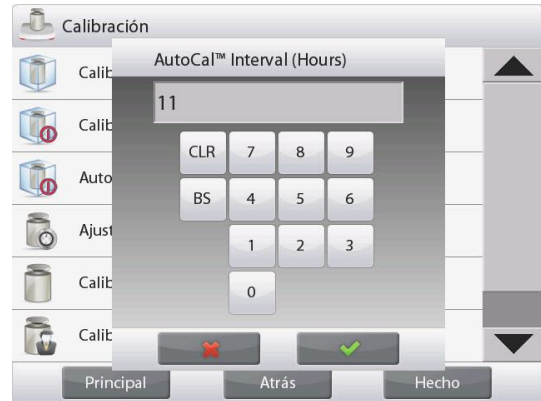 Calibración
AutoCal™ Interval (Hours)
11
Calib
Calib
Auto
Ajust
Calib
Calib
CLR 7 8 9
BS 4 5 6
1 2 3
0
Principal Atrás Hecho